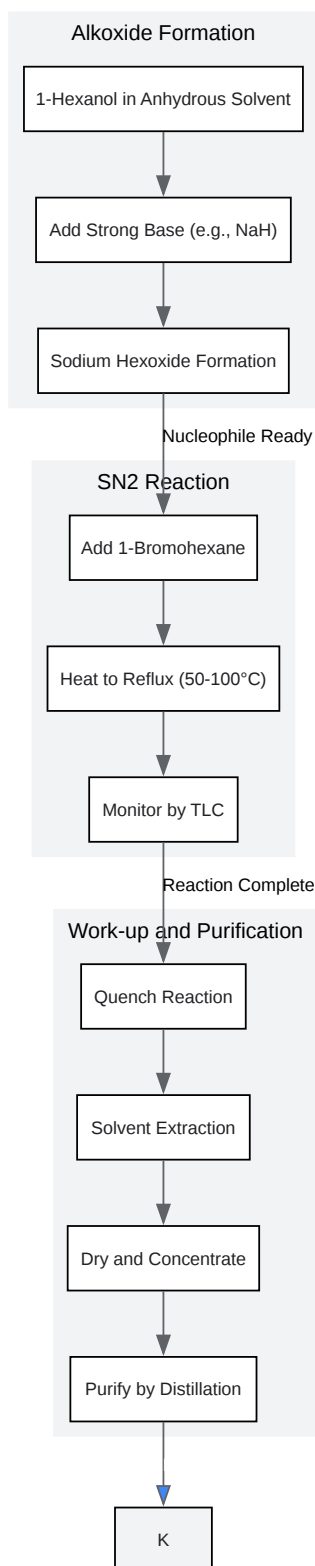 Alkoxide Formation
1-Hexanol in Anhydrous Solvent
Add Strong Base (e.g., NaH)
Sodium Hexoxide Formation
Nucleophile Ready
SN2 Reaction
Add 1-Bromohexane
Heat to Reflux (50-100°C)
Monitor by TLC
Reaction Complete
Work-up and Purification
Quench Reaction
Solvent Extraction
Dry and Concentrate
Purify by Distillation
K